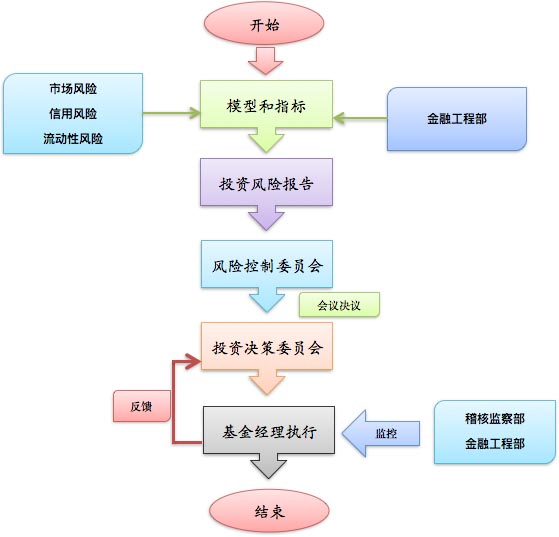 开始
市场风险
信用风险
流动性风险
模型和指标
金融工程部
投资风险报告
风险控制委员会
会议决议
投资决策委员会
反馈
基金经理执行
监控
稽核监察部
金融工程部
结束